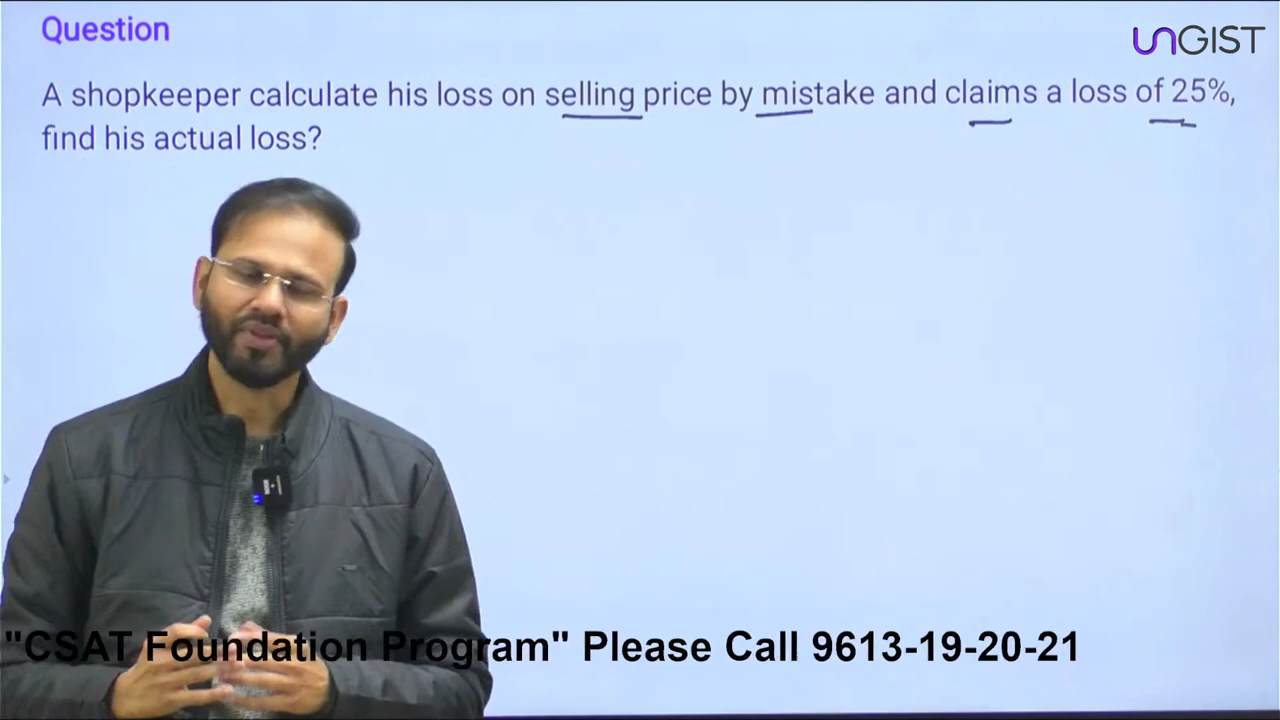 Question
UNGIST
A shopkeeper calculate his loss on selling price by mistake and claims a loss of 25%,
find his actual loss?
"CSAT Foundation Program" Please Call 9613-19-20-21